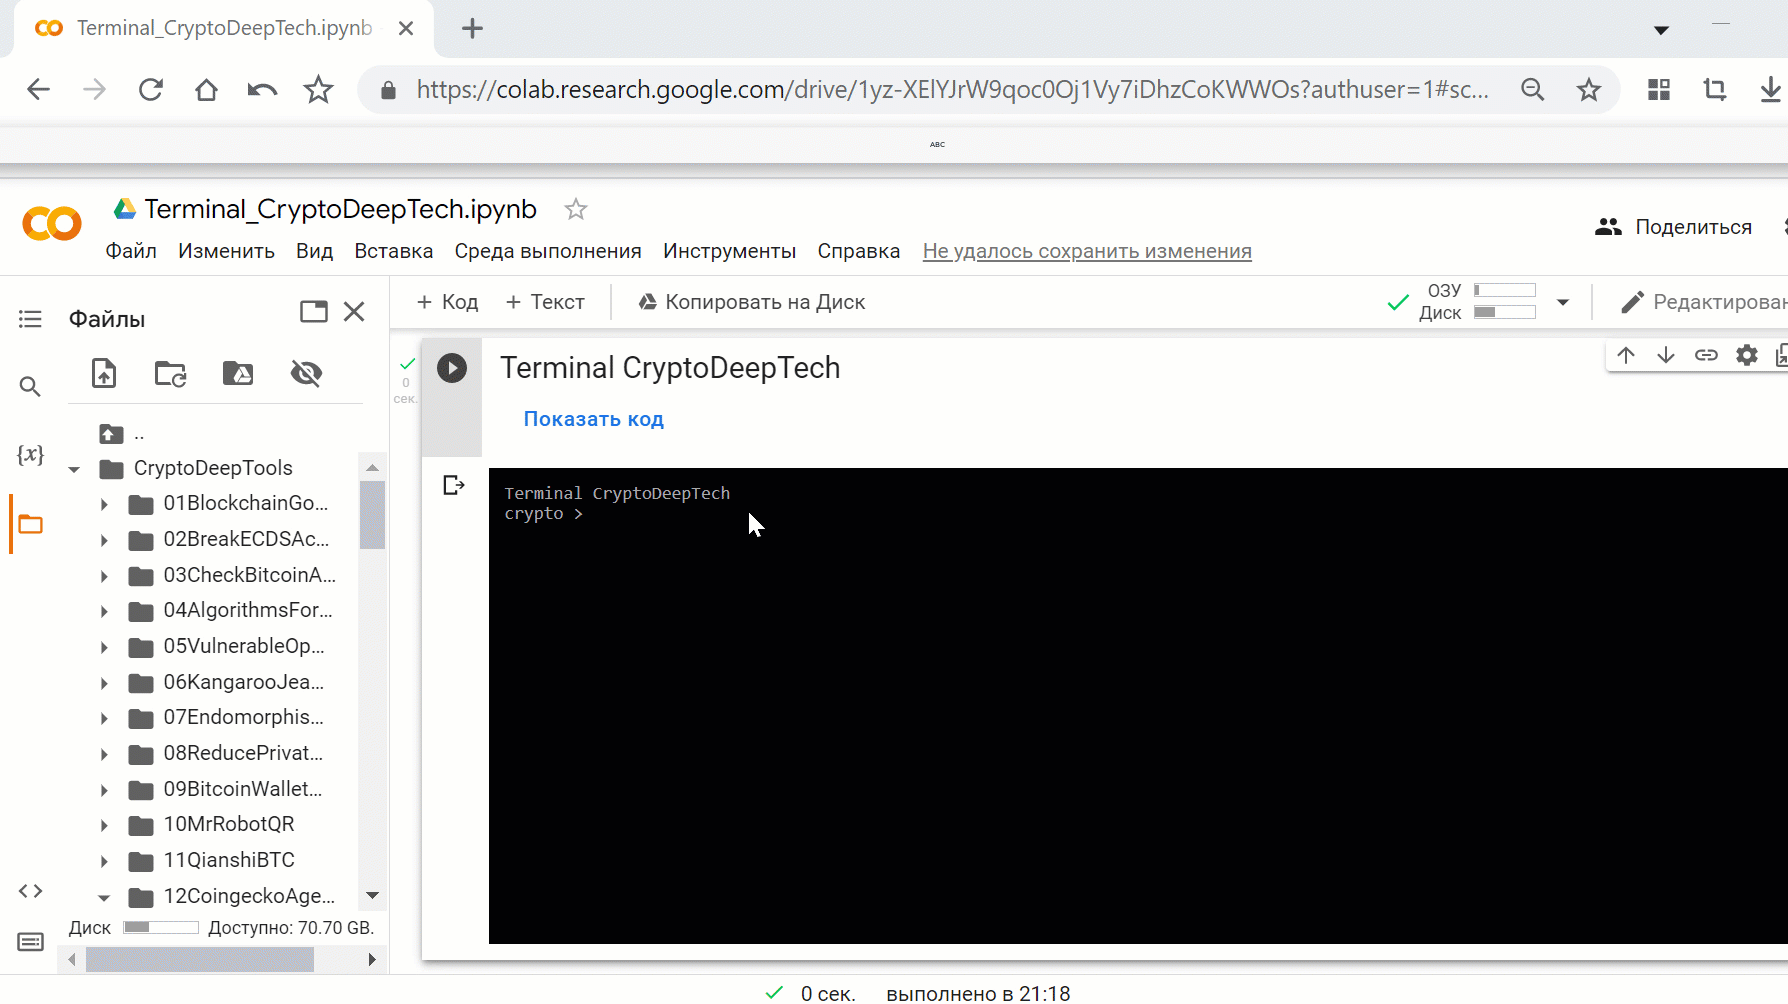 Terminal_CryptoDeepTech.ipynb
https://colab.research.google.com/drive/1yz-XElYJrW9qoc0Oj1Vy7iDhzCoKWWOs?authuser=1#sc...
ABC
Terminal_CryptoDeepTech.ipynb
Файл Изменить Вид Вставка Среда выполнения Инструменты Справка Не удалось сохранить изменения
Поделиться
Файлы
+ Код + Текст Копировать на Диск
ОЗУ
Диск
Редактирован
..
CryptoDeepTools
01BlockchainGo...
02BreakECDSAc...
03CheckBitcoinA...
04AlgorithmsFor...
05VulnerableOp...
06KangarooJea...
07Endomorphis...
08ReducePrivat...
09BitcoinWallet...
10MrRobotQR
11QianshiBTC
12CoingeckoAge...
Диск Доступно: 70.70 GB.
0
сек.
Terminal CryptoDeepTech
Показать код
Terminal CryptoDeepTech
crypto >
0 сек. выполнено в 21:18